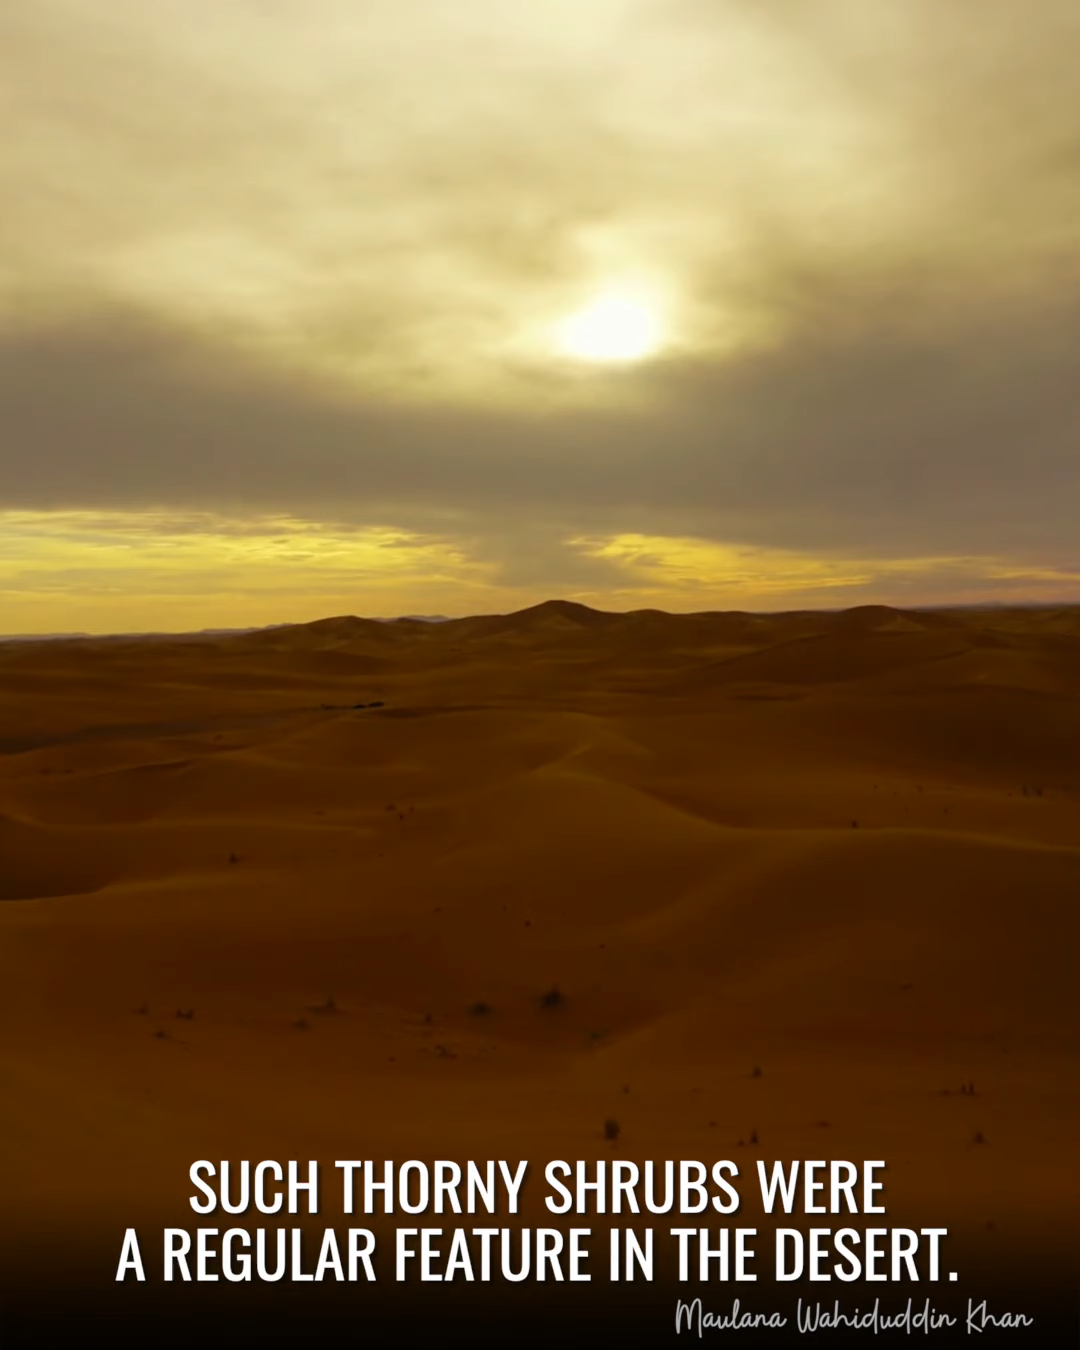 SUCH THORNY SHRUBS WERE
A REGULAR FEATURE IN THE DESERT.
Maulana Wahiduddin Khan